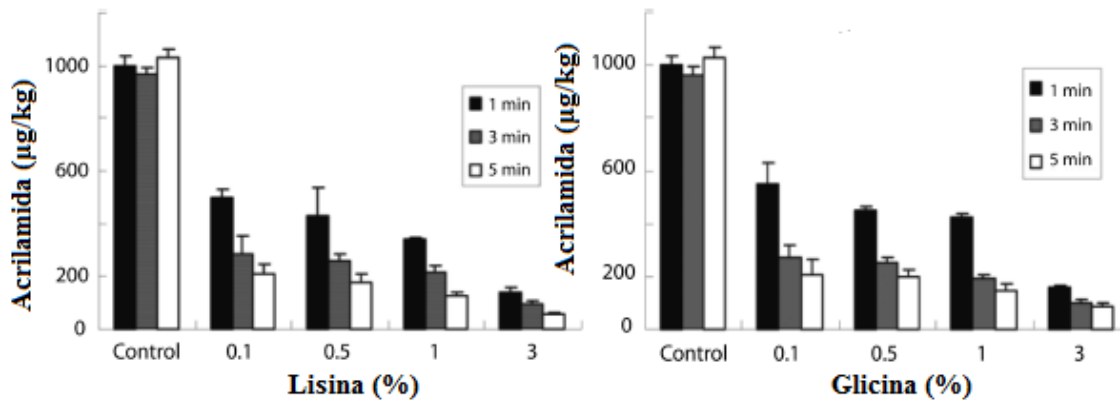 Acrilamida (µg/kg)
1000
600
200
0
1 min
3 min
5 min
Control
0.1
0.5
1
3
Lisina (%)
Acrilamida (µg/kg)
1000
600
200
0
1 min
3 min
5 min
Control
0.1
0.5
1
3
Glicina (%)